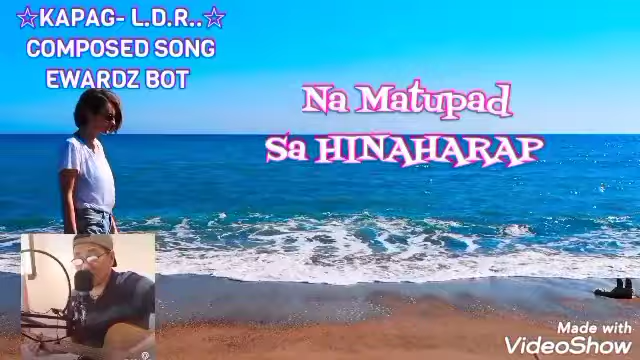 ☆KAPAG- L.D.R..☆
COMPOSED SONG
EWARDZ BOT
Na Matupad
Sa HINAHARAP
Made with
VideoShow